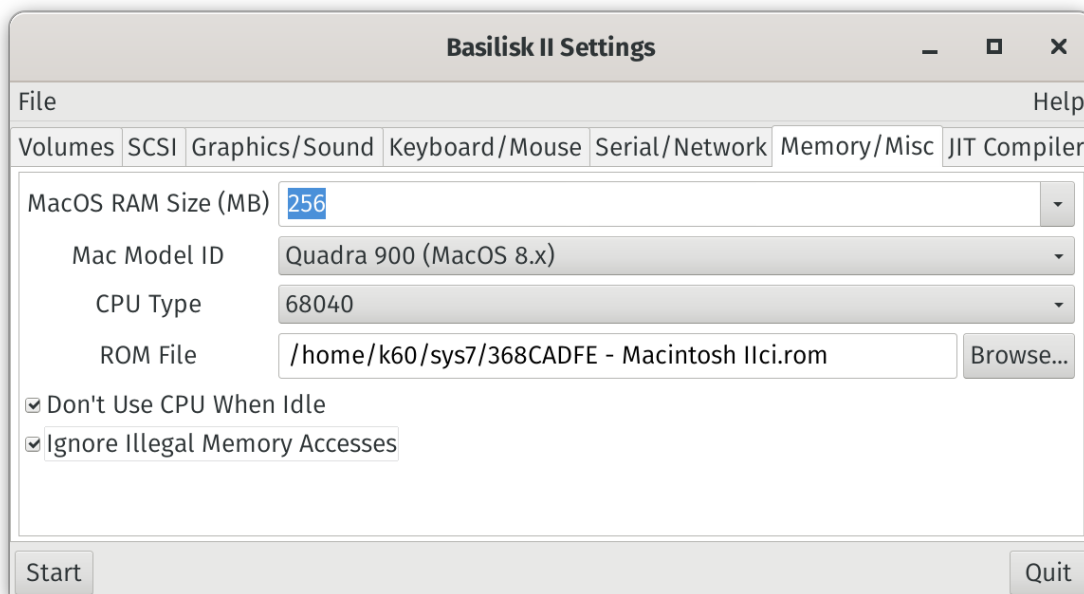 Basilisk II Settings
File Help
Volumes SCSI Graphics/Sound Keyboard/Mouse Serial/Network Memory/Misc JIT Compiler
MacOS RAM Size (MB) 256
Mac Model ID Quadra 900 (MacOS 8.x)
CPU Type 68040
ROM File /home/k60/sys7/368CADFE - Macintosh IIci.rom Browse...
Don't Use CPU When Idle
Ignore Illegal Memory Accesses
Start Quit